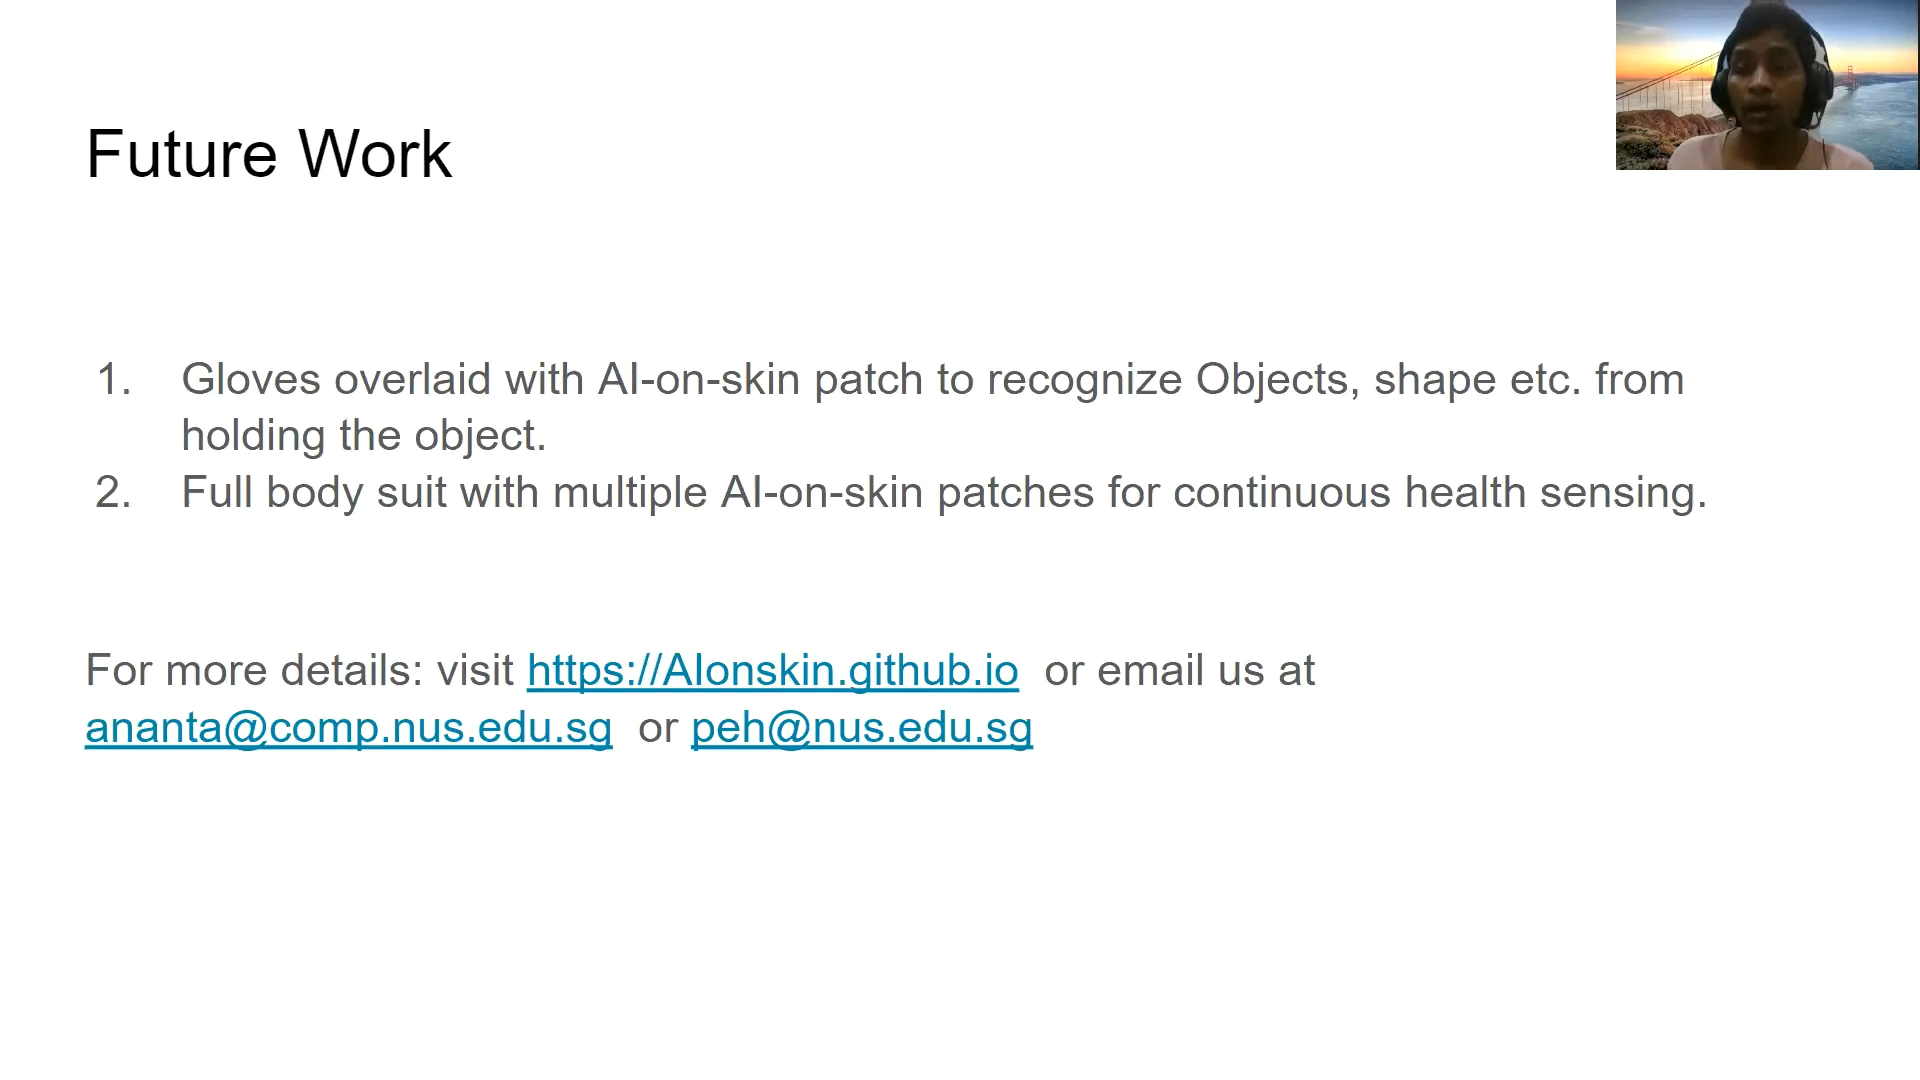 Future Work
1. Gloves overlaid with AI-on-skin patch to recognize Objects, shape etc. from
holding the object.
2. Full body suit with multiple AI-on-skin patches for continuous health sensing.
For more details: visit https://AIonskin.github.io or email us at
ananta@comp.nus.edu.sg or peh@nus.edu.sg